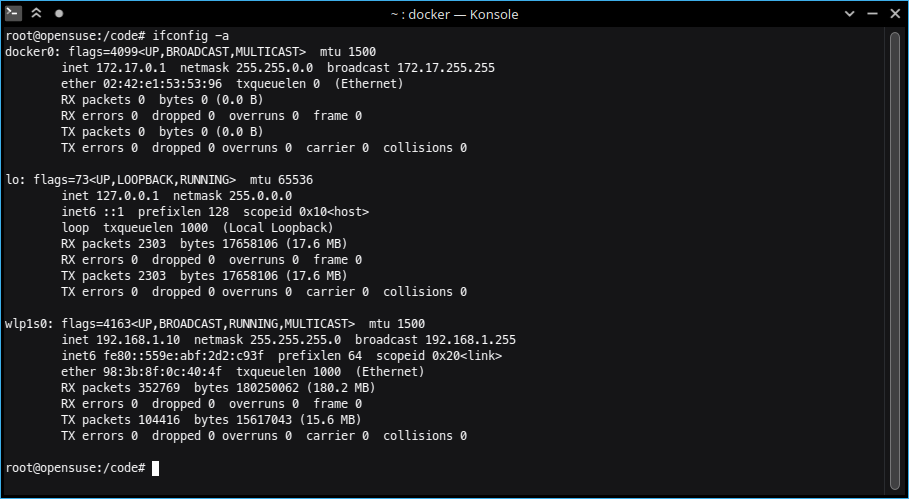 ~ : docker — Konsole
root@opensuse:/code# ifconfig -a
docker0: flags=4099<UP,BROADCAST,MULTICAST>  mtu 1500
        inet 172.17.0.1  netmask 255.255.0.0  broadcast 172.17.255.255
        ether 02:42:e1:53:53:96  txqueuelen 0  (Ethernet)
        RX packets 0  bytes 0 (0.0 B)
        RX errors 0  dropped 0  overruns 0  frame 0
        TX packets 0  bytes 0 (0.0 B)
        TX errors 0  dropped 0 overruns 0  carrier 0  collisions 0

lo: flags=73<UP,LOOPBACK,RUNNING>  mtu 65536
        inet 127.0.0.1  netmask 255.0.0.0
        inet6 ::1  prefixlen 128  scopeid 0x10<host>
        loop  txqueuelen 1000  (Local Loopback)
        RX packets 2303  bytes 17658106 (17.6 MB)
        RX errors 0  dropped 0  overruns 0  frame 0
        TX packets 2303  bytes 17658106 (17.6 MB)
        TX errors 0  dropped 0 overruns 0  carrier 0  collisions 0

wlp1s0: flags=4163<UP,BROADCAST,RUNNING,MULTICAST>  mtu 1500
        inet 192.168.1.10  netmask 255.255.255.0  broadcast 192.168.1.255
        inet6 fe80::559e:abf:2d2:c93f  prefixlen 64  scopeid 0x20<link>
        ether 98:3b:8f:0c:40:4f  txqueuelen 1000  (Ethernet)
        RX packets 352769  bytes 180250062 (180.2 MB)
        RX errors 0  dropped 0  overruns 0  frame 0
        TX packets 104416  bytes 15617043 (15.6 MB)
        TX errors 0  dropped 0 overruns 0  carrier 0  collisions 0

root@opensuse:/code#